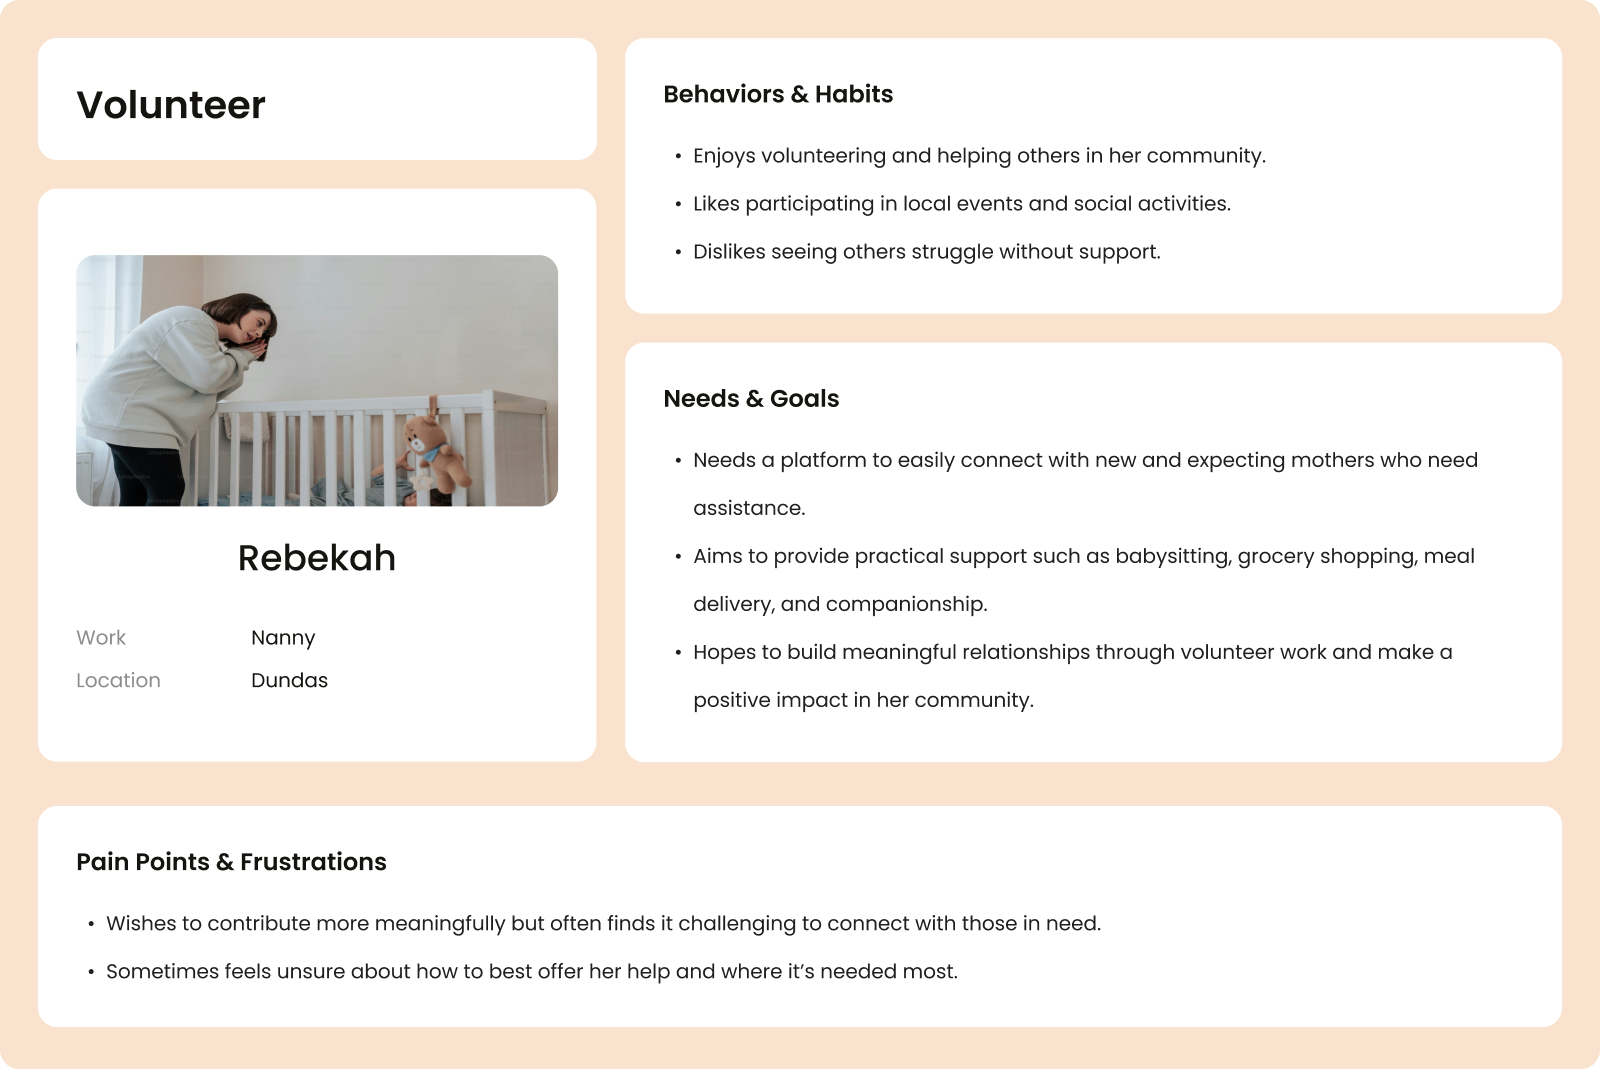 Volunteer
Rebekah
Work Nanny
Location Dundas
Behaviors & Habits
• Enjoys volunteering and helping others in her community.
• Likes participating in local events and social activities.
• Dislikes seeing others struggle without support.
Needs & Goals
• Needs a platform to easily connect with new and expecting mothers who need
assistance.
• Aims to provide practical support such as babysitting, grocery shopping, meal
delivery, and companionship.
• Hopes to build meaningful relationships through volunteer work and make a
positive impact in her community.
Pain Points & Frustrations
• Wishes to contribute more meaningfully but often finds it challenging to connect with those in need.
• Sometimes feels unsure about how to best offer her help and where it’s needed most.